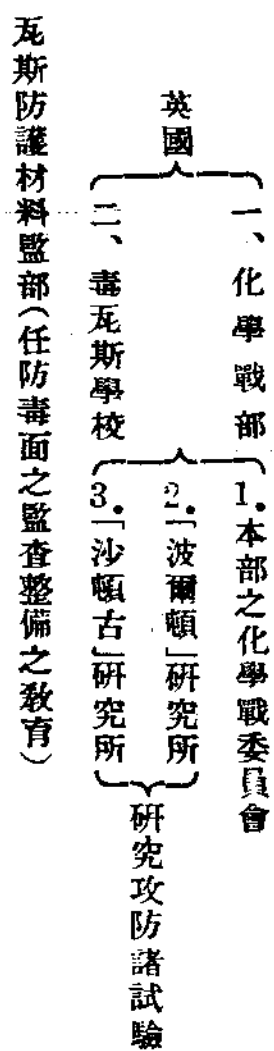 英國
一、化學戰部
1.本部之化學戰委員會
2.「波爾頓」研究所
3.「沙頓古」研究所
研究攻防諸試驗
二、毒瓦斯學校
瓦斯防護材料監部（任防毒面之監查整備之教育）